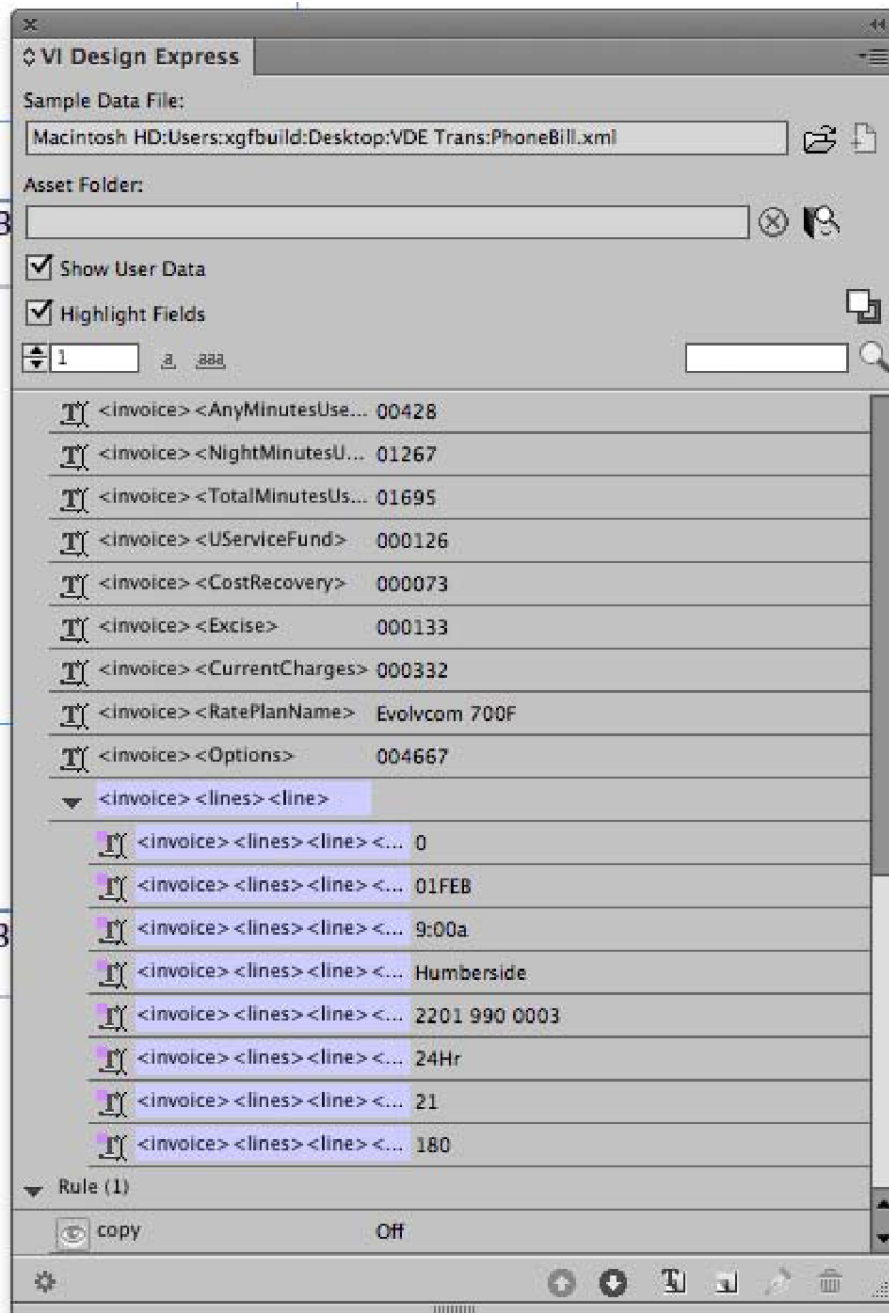 VI Design Express
Sample Data File:
Macintosh HD:Users:xgfbuild:Desktop:VDE Trans:PhoneBill.xml
Asset Folder:
Show User Data
Highlight Fields
1 a aaa
<invoice><AnyMinutesUse... 00428
<invoice><NightMinutesU... 01267
<invoice><TotalMinutesUs... 01695
<invoice><UServiceFund> 000126
<invoice><CostRecovery> 000073
<invoice><Excise> 000133
<invoice><CurrentCharges> 000332
<invoice><RatePlanName> Evolvcom 700F
<invoice><Options> 004667
<invoice><lines><line>
<invoice><lines><line><... 0
<invoice><lines><line><... 01FEB
<invoice><lines><line><... 9:00a
<invoice><lines><line><... Humberside
<invoice><lines><line><... 2201 990 0003
<invoice><lines><line><... 24Hr
<invoice><lines><line><... 21
<invoice><lines><line><... 180
Rule (1)
copy Off